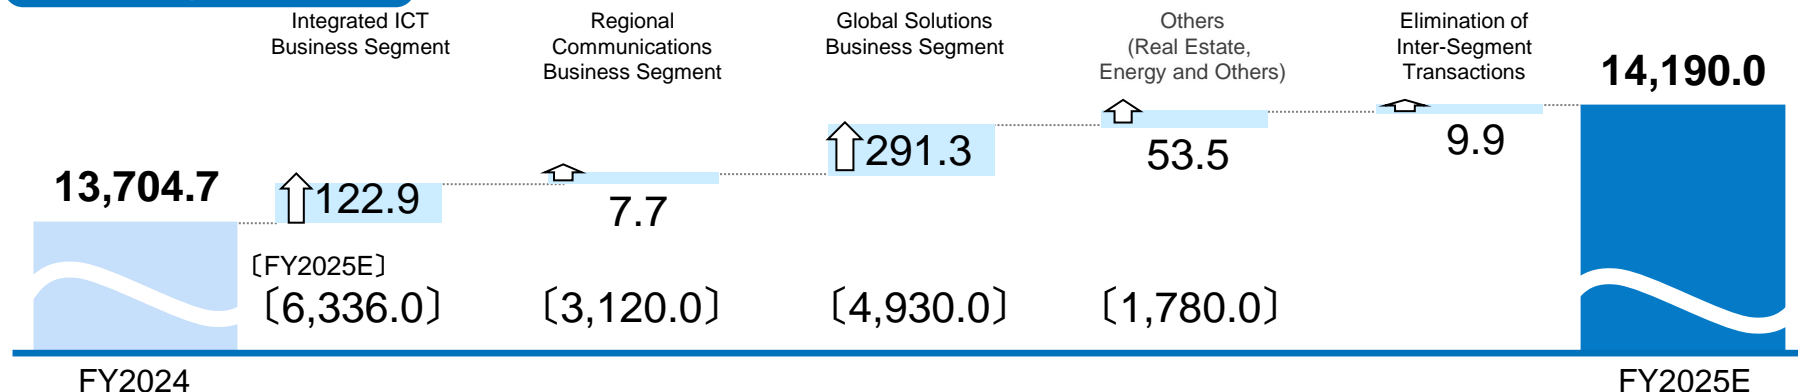 Integrated ICT
Business Segment
Regional
Communications
Business Segment
Global Solutions
Business Segment
Others
(Real Estate,
Energy and Others)
Elimination of
Inter-Segment
Transactions
13,704.7
122.9
7.7
291.3
53.5
9.9
14,190.0
〔FY2025E〕
〔6,336.0〕
〔3,120.0〕
〔4,930.0〕
〔1,780.0〕
FY2024
FY2025E